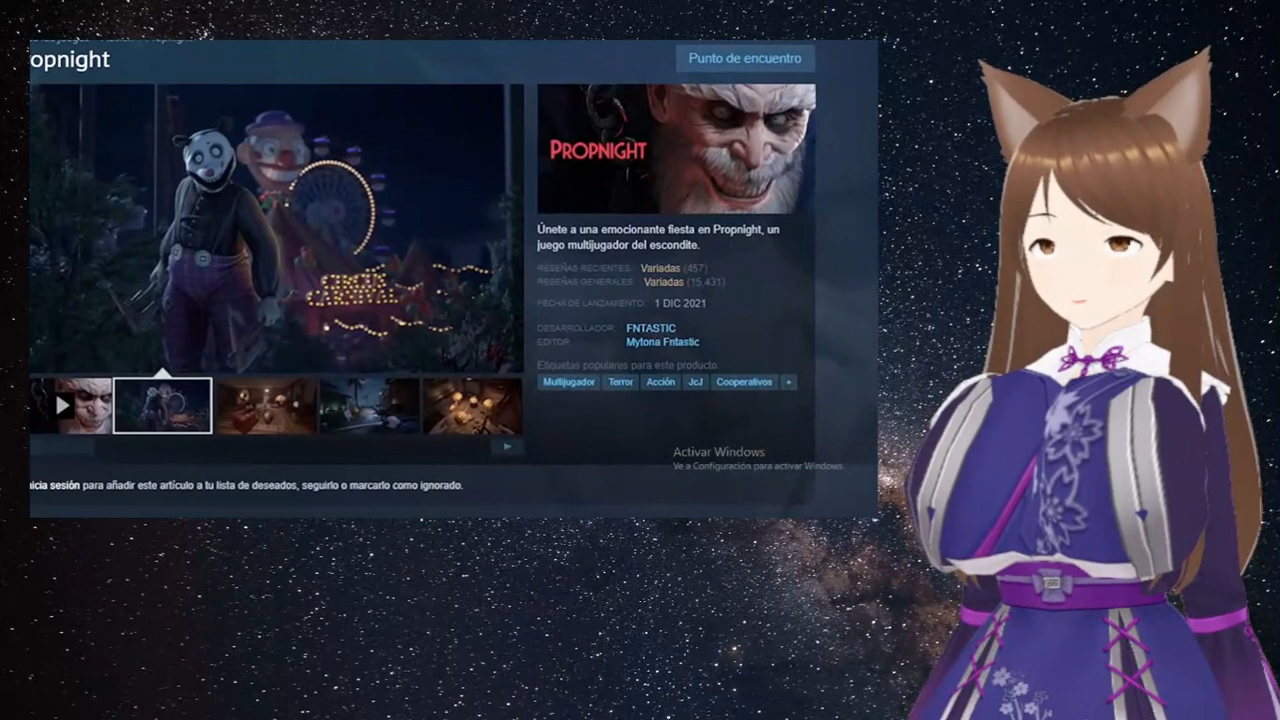 opnight
Punto de encuentro
PROPNIGHT
CIRCUS
CARNIVAL
Únete a una emocionante fiesta en Propnight, un
juego multijugador del escondite.
RESEÑAS RECIENTES: Variadas (457)
RESEÑAS GENERALES: Variadas (15,431)
FECHA DE LANZAMIENTO: 1 DIC 2021
DESARROLLADOR: FNTASTIC
EDITOR: Mytona Fntastic
Etiquetas populares para este producto:
Multijugador Terror Acción JcJ Cooperativos +
Activar Windows
Ve a Configuración para activar Windows.
nicia sesión para añadir este artículo a tu lista de deseados, seguirlo o marcarlo como ignorado.